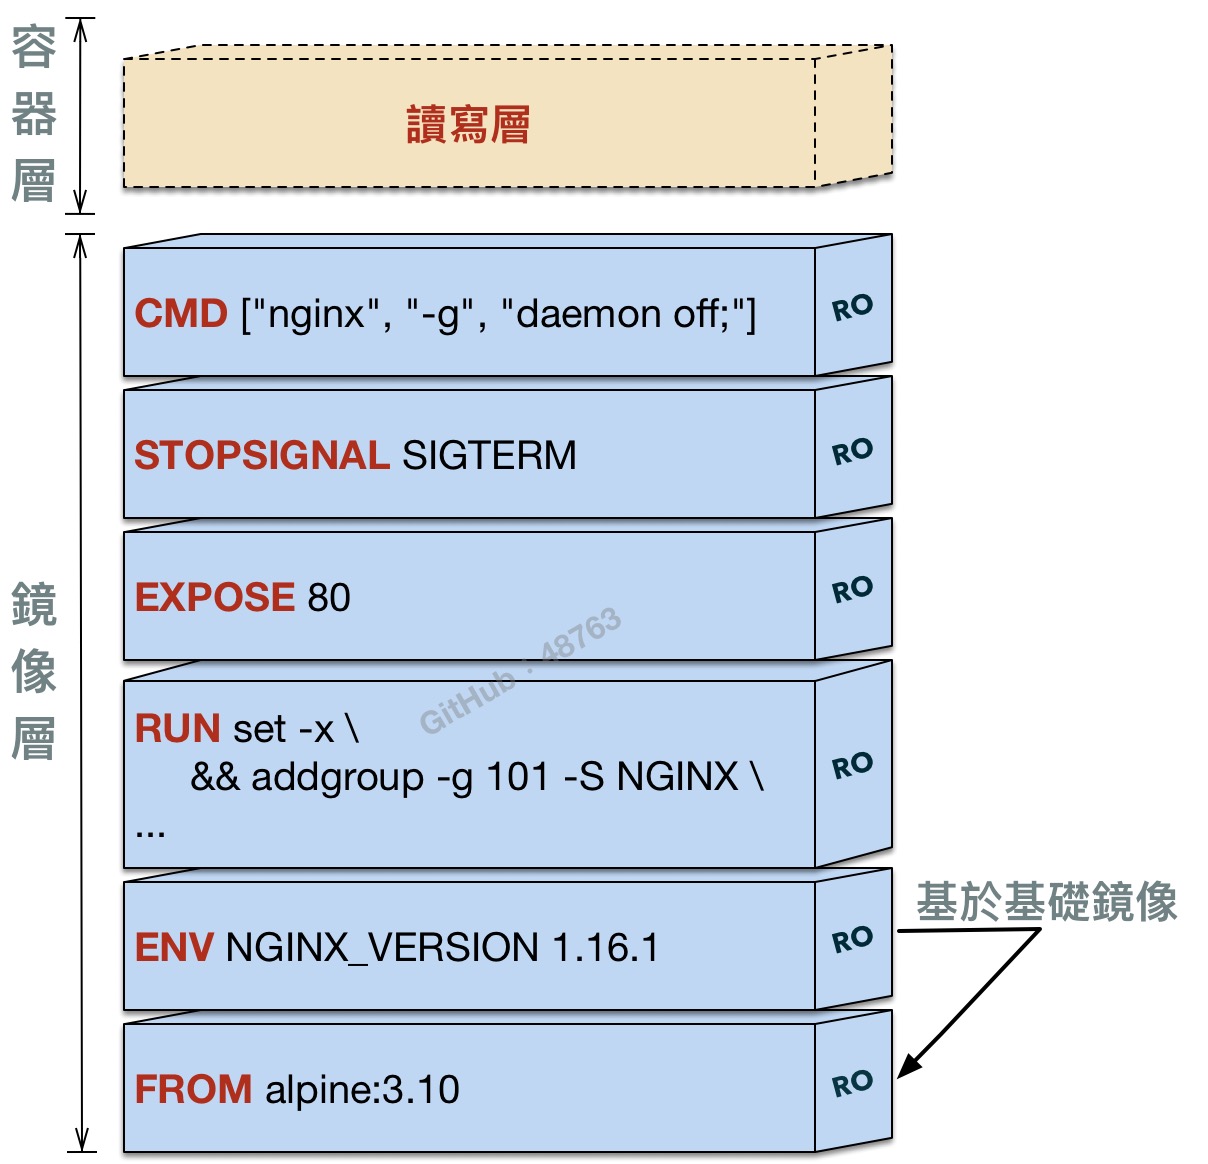 容器層
讀寫層
鏡像層
CMD ["nginx", "-g", "daemon off;"]
RO
STOPSIGNAL SIGTERM
RO
EXPOSE 80
RO
GitHub：48763
RUN set -x \
&& addgroup -g 101 -S NGINX \
...
RO
ENV NGINX_VERSION 1.16.1
RO
基於基礎鏡像
FROM alpine:3.10
RO